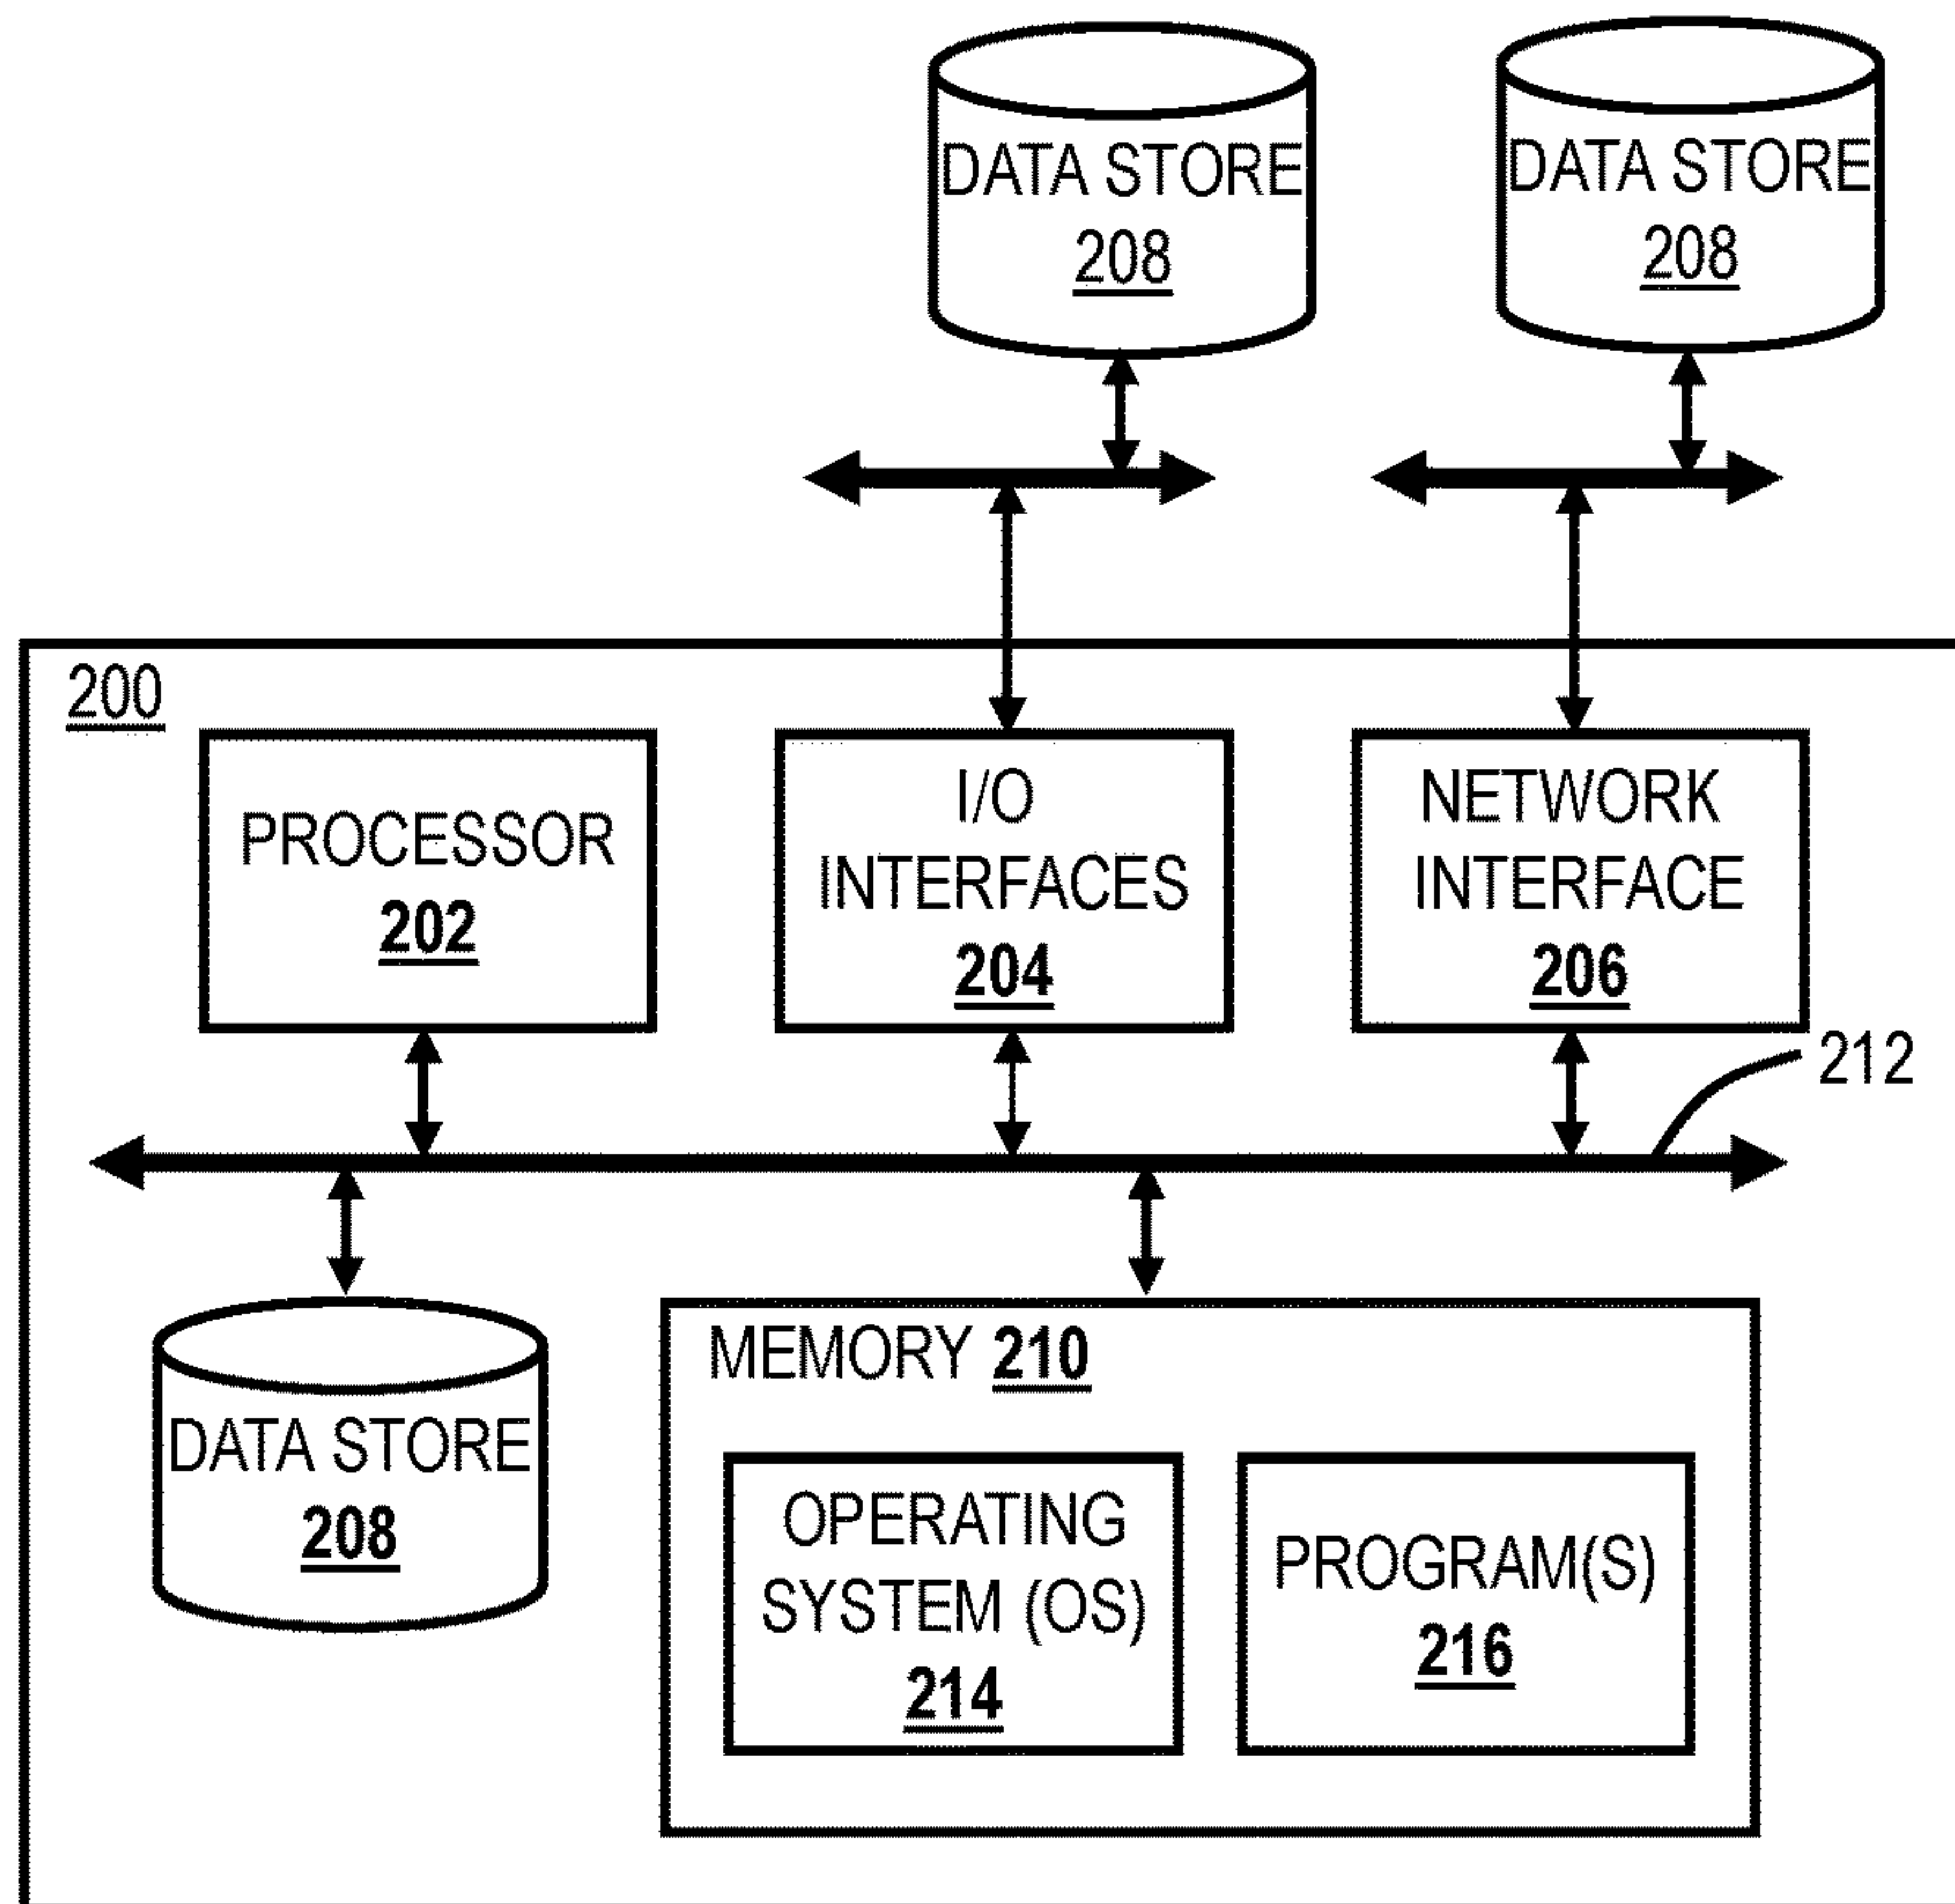 DATA STORE
208
DATA STORE
208
200
PROCESSOR
202
I/O
INTERFACES
204
NETWORK
INTERFACE
206
212
DATA STORE
208
MEMORY 210
OPERATING
SYSTEM (OS)
214
PROGRAM(S)
216